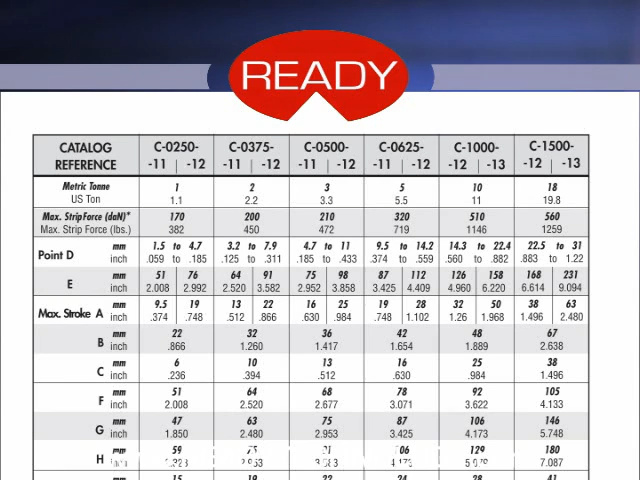 READY
CATALOG C-0250- C-0375- C-0500- C-0625- C-1000- C-1500-
REFERENCE -11 | -12 -11 | -12 -11 | -12 -11 | -12 -12 | -13 -12 | -13
Metric Tonne 1 2 3 5 10 18
US Ton 1.1 2.2 3.3 5.5 11 19.8
Max. Strip Force (daN)* 170 200 210 320 510 560
Max. Strip Force (lbs.) 382 450 472 719 1146 1259
Point D mm 1.5 to 4.7 3.2 to 7.9 4.7 to 11 9.5 to 14.2 14.3 to 22.4 22.5 to 31
inch .059 to .185 .125 to .311 .185 to .433 .374 to .559 .560 to .882 .883 to 1.22
E mm 51 76 64 91 75 98 87 112 126 158 168 231
inch 2.008 2.992 2.520 3.582 2.952 3.858 3.425 4.409 4.960 6.220 6.614 9.094
Max. Stroke A mm 9.5 19 13 22 16 25 19 28 32 50 38 63
inch .374 .748 .512 .866 .630 .984 .748 1.102 1.26 1.968 1.496 2.480
B mm 22 32 36 42 48 67
inch .866 1.260 1.417 1.654 1.889 2.638
C mm 6 10 13 16 25 38
inch .236 .394 .512 .630 .984 1.496
F mm 51 64 68 78 92 105
inch 2.008 2.520 2.677 3.071 3.622 4.133
G mm 47 63 75 87 106 146
inch 1.850 2.480 2.953 3.425 4.173 5.748
H mm 59 129 180
7.087